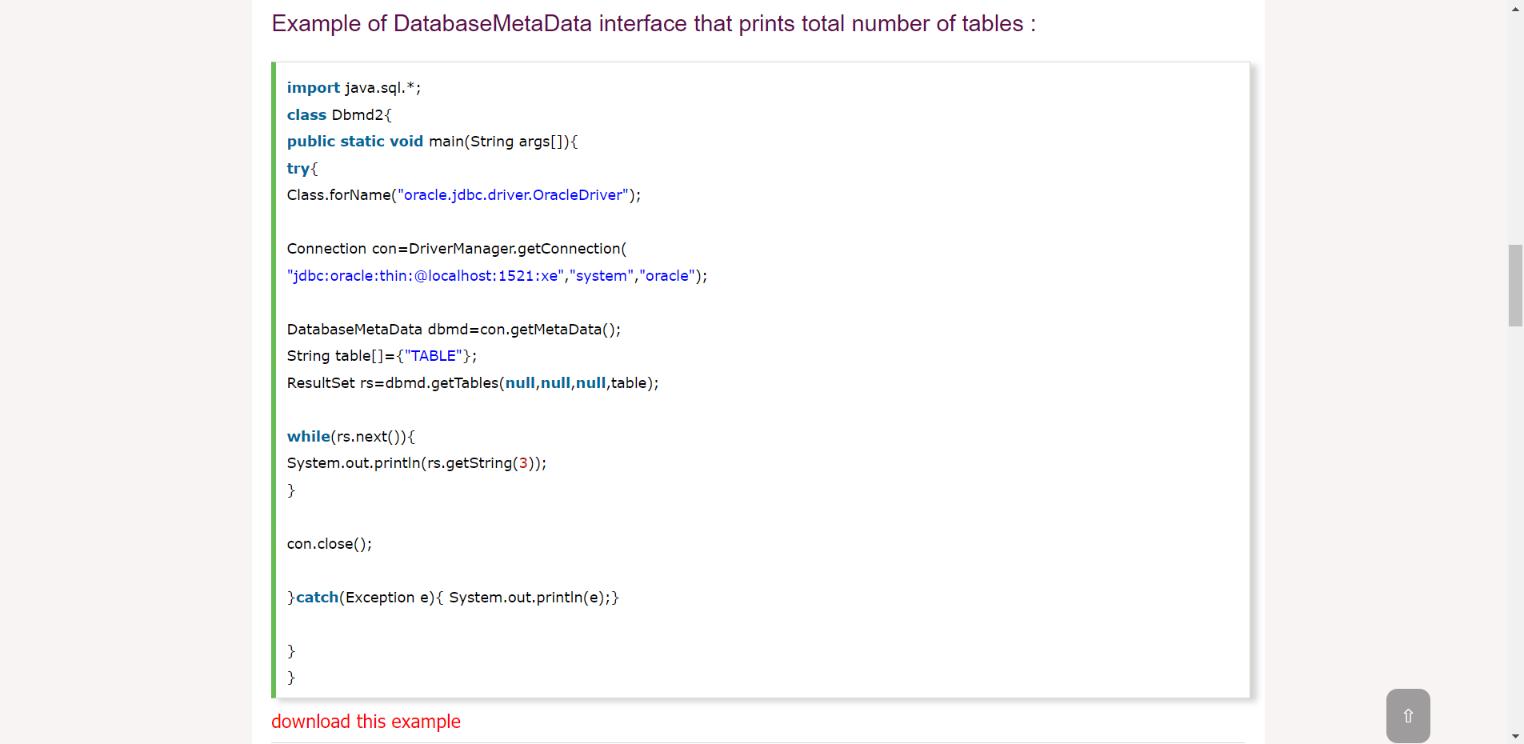 Example of DatabaseMetaData interface that prints total number of tables :
import java.sql.*;
class Dbmd2{
public static void main(String args[]){
try{
Class.forName("oracle.jdbc.driver.OracleDriver");
Connection con=DriverManager.getConnection(
"jdbc:oracle:thin:@localhost:1521:xe","system","oracle");
DatabaseMetaData dbmd=con.getMetaData();
String table[]={"TABLE"};
ResultSet rs=dbmd.getTables(null,null,null,table);
while(rs.next()){
System.out.println(rs.getString(3));
}
con.close();
}catch(Exception e){ System.out.println(e);}
}
}
download this example